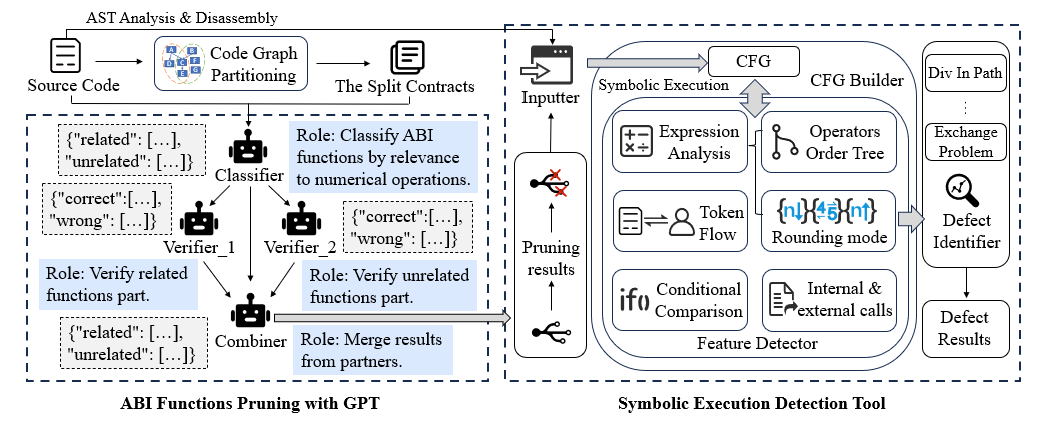 AST Analysis & Disassembly
Source Code
Code Graph
Partitioning
The Split Contracts
A
B
C
D
E
F
G
{"related": […],
"unrelated": […]}
Classifier
Role: Classify ABI
functions by relevance
to numerical operations.
{"correct":[…],
"wrong": […]}
Verifier_1
Verifier_2
{"correct":[…],
"wrong": […]}
Role: Verify related
functions part.
Role: Verify unrelated
functions part.
{"related": […],
"unrelated": […]}
Combiner
Role: Merge results
from partners.
ABI Functions Pruning with GPT
Inputter
Pruning
results
Symbolic Execution
CFG
CFG Builder
Expression
Analysis
Operators
Order Tree
Token
Flow
{n↓}{4-5}{n↑}
Rounding mode
if()
Conditional
Comparison
Internal &
external calls
Feature Detector
Div In Path
Exchange
Problem
Defect
Identifier
Defect
Results
Symbolic Execution Detection Tool